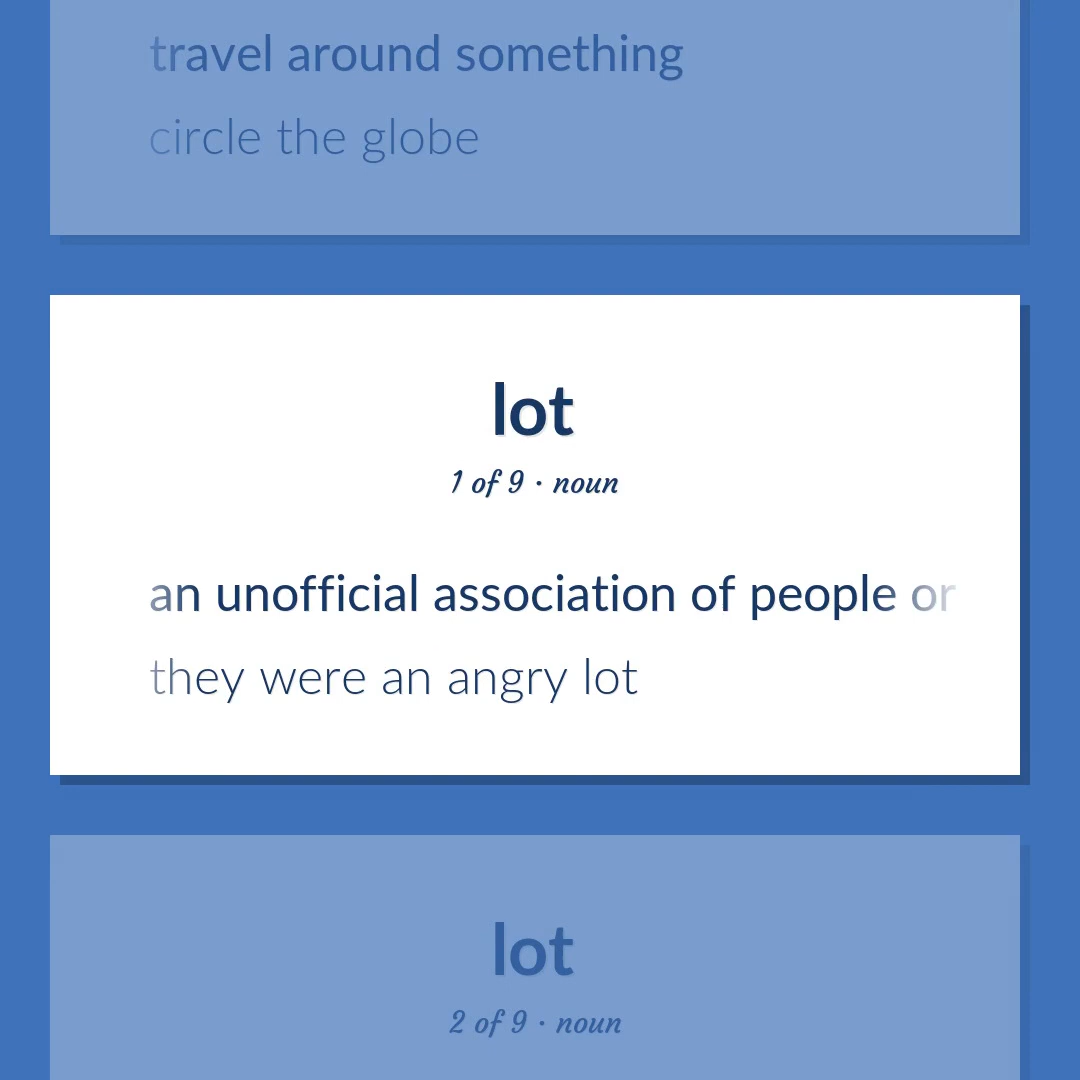 travel around something
circle the globe
lot
1 of 9 · noun
an unofficial association of people or
they were an angry lot
lot
2 of 9 · noun